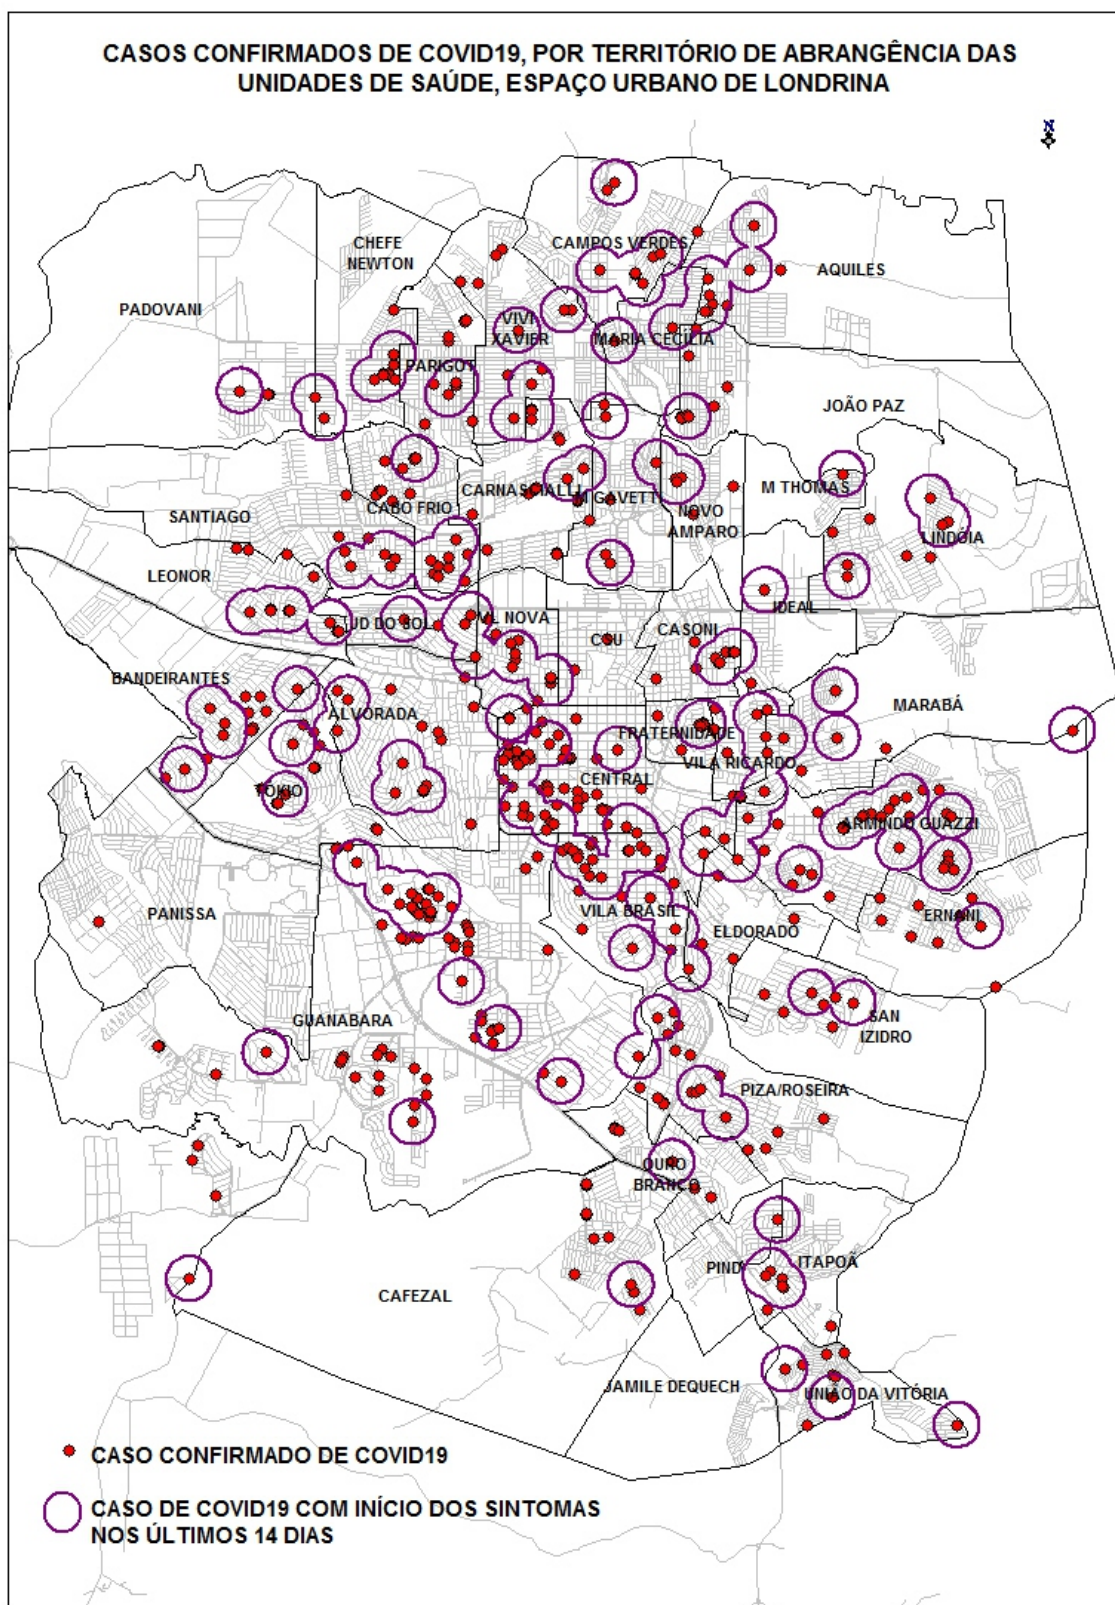 CASOS CONFIRMADOS DE COVID19, POR TERRITÓRIO DE ABRANGÊNCIA DAS
UNIDADES DE SAÚDE, ESPAÇO URBANO DE LONDRINA
N
CHEFE
NEWTON
CAMPOS VERDES
AQUILES
PADOVANI
VIVI
XAVIER
MARIA CECÍLIA
PARIGOT
JOÃO PAZ
M THOMAS
CARNASCIALLI
M GAVETTI
CABO FRIO
NOVO
AMPARO
SANTIAGO
LINDÓIA
LEONOR
IDEAL
UD DO SOL
VL NOVA
CSU
CASONI
BANDEIRANTES
MARABÁ
ALVORADA
FRATERNIDADE
VILA RICARDO
CENTRAL
TOKIO
ARMINDO GUAZZI
PANISSA
VILA BRASIL
ERNANI
ELDORADO
GUANABARA
SAN
IZIDRO
PIZA/ROSEIRA
OURO
BRANCO
PIND
ITAPOÃ
CAFEZAL
JAMILE DEQUECH
UNIÃO DA VITÓRIA
CASO CONFIRMADO DE COVID19
CASO DE COVID19 COM INÍCIO DOS SINTOMAS
NOS ÚLTIMOS 14 DIAS